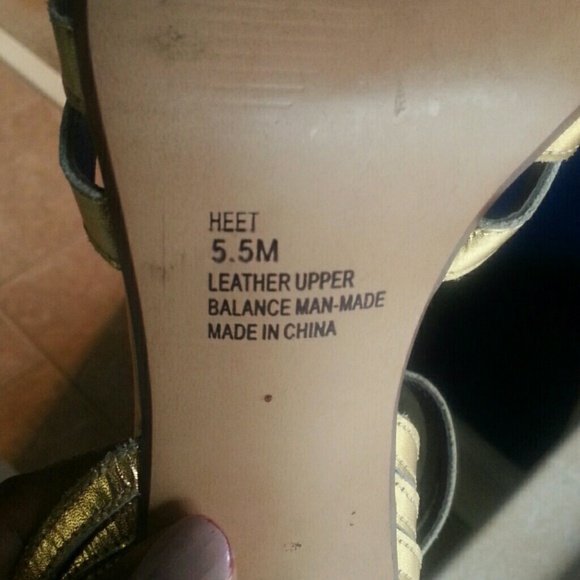 HEET
5.5M
LEATHER UPPER
BALANCE MAN-MADE
MADE IN CHINA